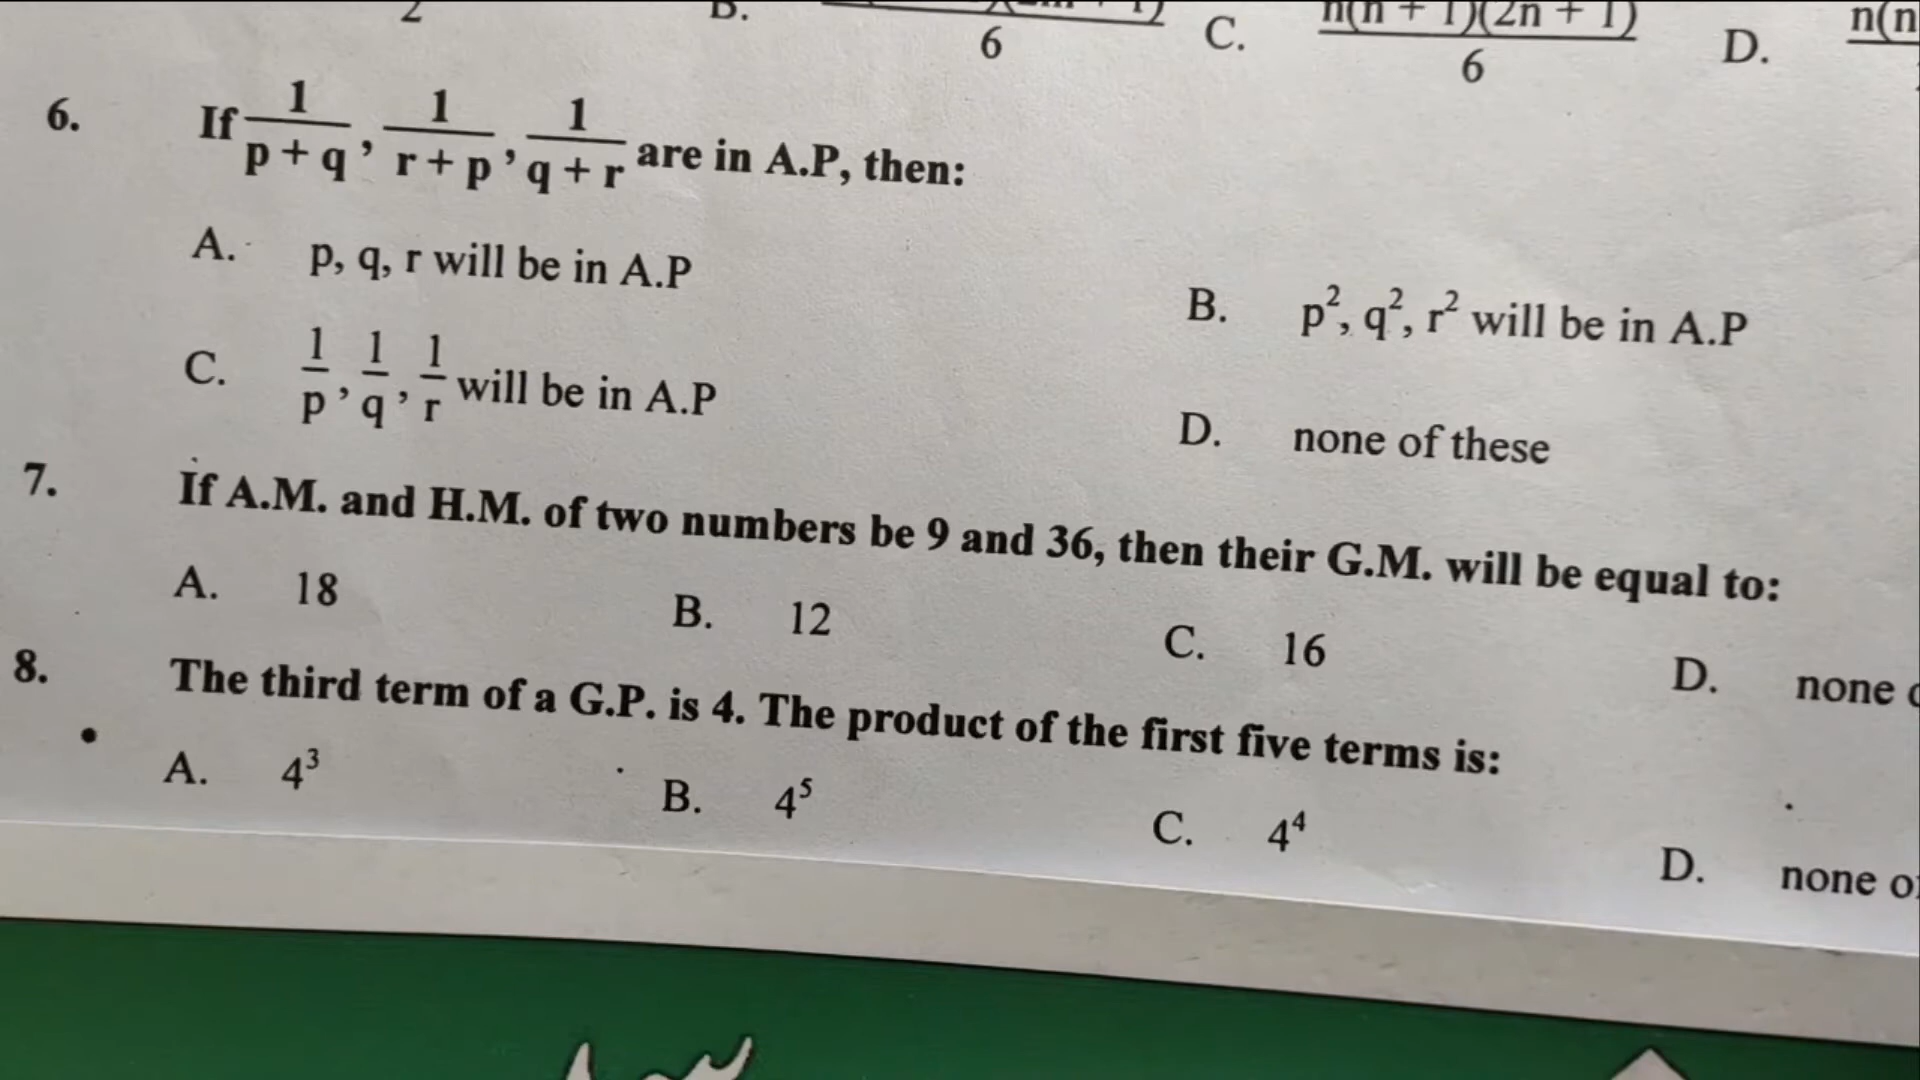 6 C. n(n + 1)(2n + 1) / 6 D.
6. If 1/(p + q), 1/(r + p), 1/(q + r) are in A.P, then:
A. p, q, r will be in A.P
B. p², q², r² will be in A.P
C. 1/p, 1/q, 1/r will be in A.P
D. none of these
7. If A.M. and H.M. of two numbers be 9 and 36, then their G.M. will be equal to:
A. 18 B. 12 C. 16 D. none
8. The third term of a G.P. is 4. The product of the first five terms is:
A. 4³ B. 4⁵ C. 4⁴ D. none